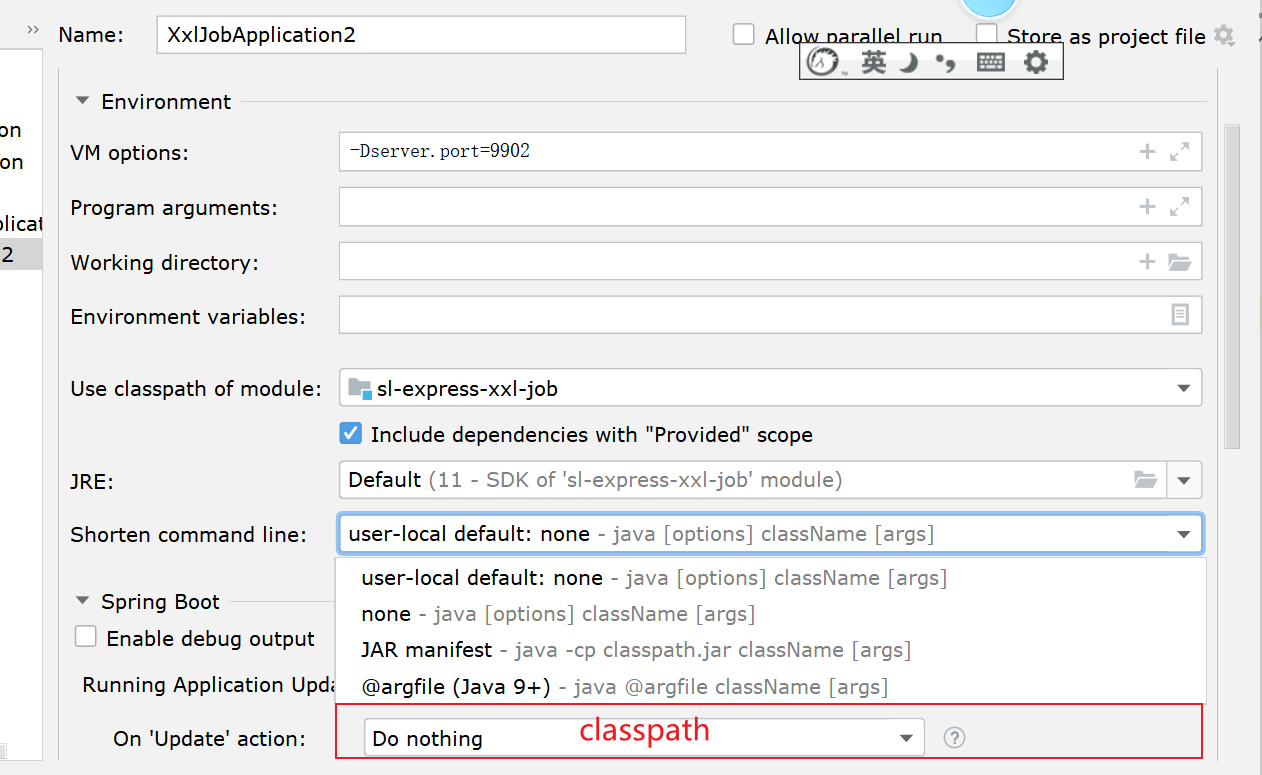 »
Name:
XxlJobApplication2
Allow parallel run
Store as project file
英
on
on
plicat
2
Environment
VM options:
-Dserver.port=9902
Program arguments:
Working directory:
Environment variables:
Use classpath of module:
sl-express-xxl-job
Include dependencies with "Provided" scope
JRE:
Default (11 - SDK of 'sl-express-xxl-job' module)
Shorten command line:
user-local default: none - java [options] className [args]
user-local default: none - java [options] className [args]
none - java [options] className [args]
JAR manifest - java -cp classpath.jar className [args]
@argfile (Java 9+) - java @argfile className [args]
Spring Boot
Enable debug output
Running Application Upda
On 'Update' action:
Do nothing
classpath
?